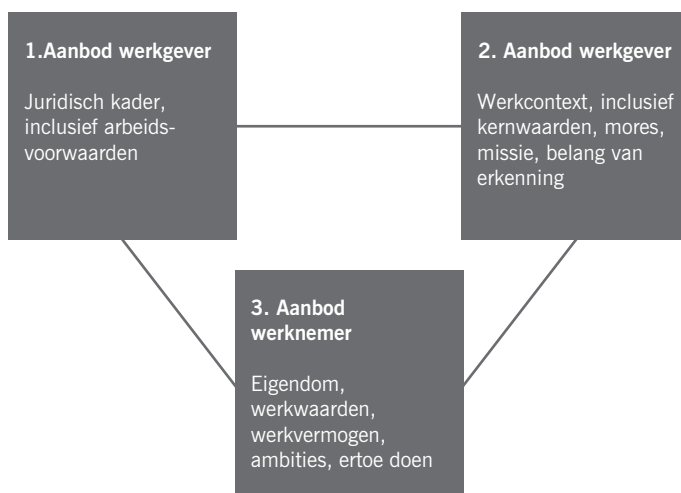 1.Aanbod werkgever
Juridisch kader,
inclusief arbeids-
voorwaarden
2. Aanbod werkgever
Werkcontext, inclusief
kernwaarden, mores,
missie, belang van
erkenning
3. Aanbod
werknemer
Eigendom,
werkwaarden,
werkvermogen,
ambities, ertoe doen